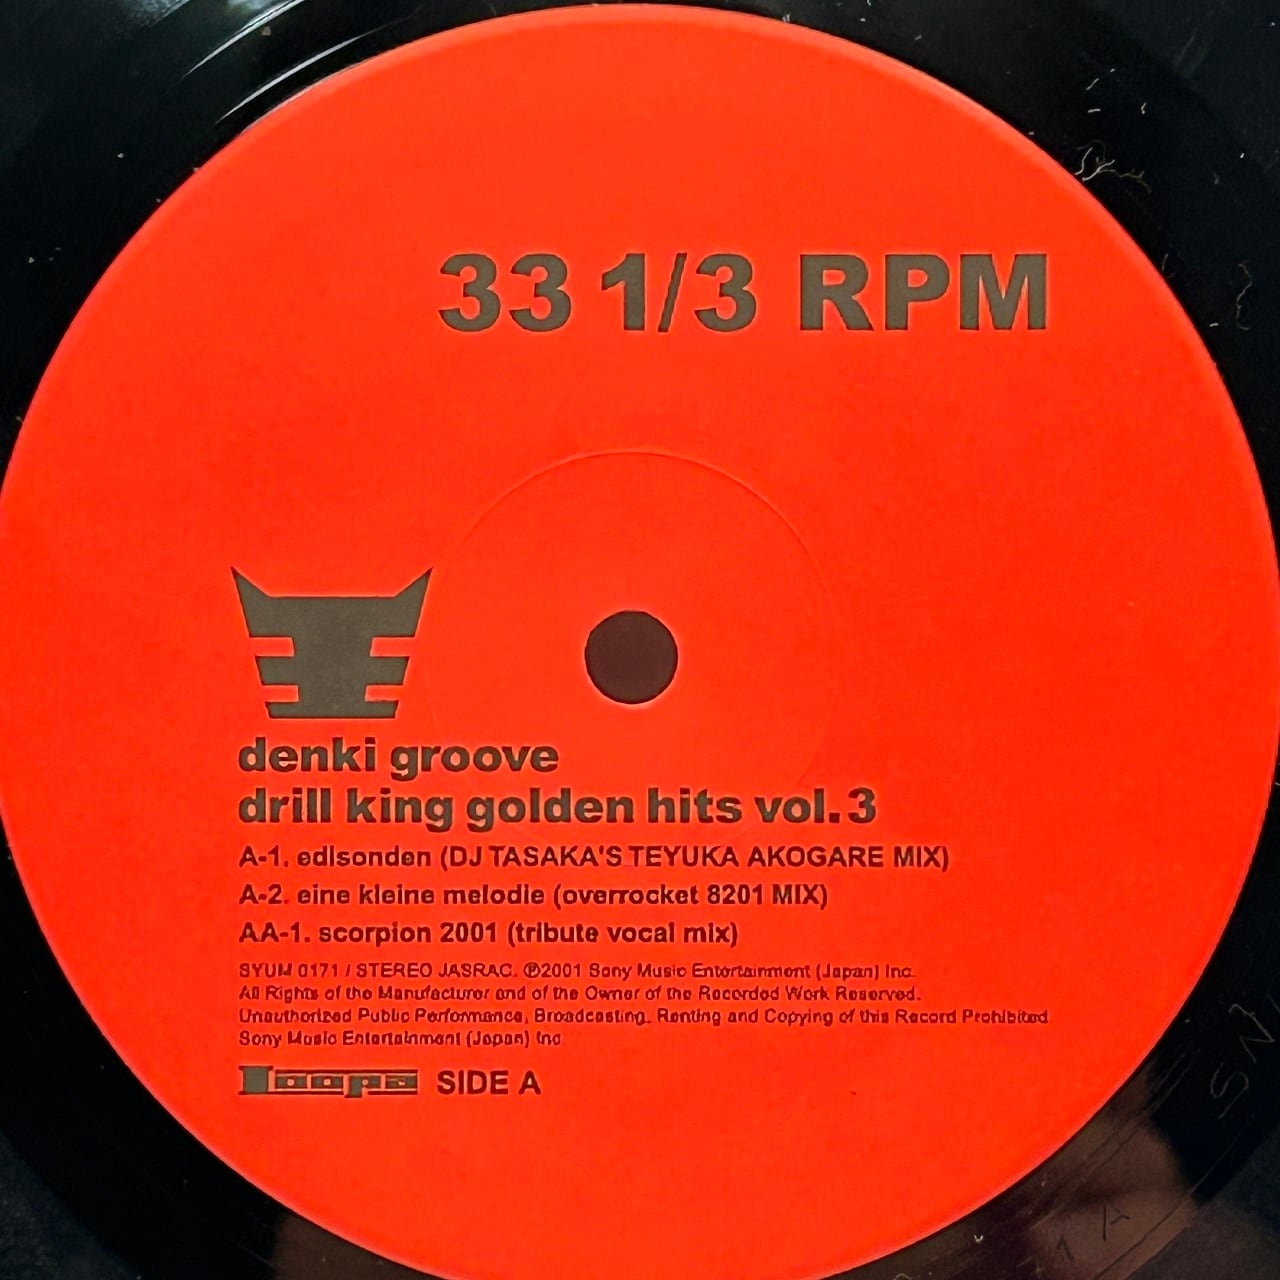 33 1/3 RPM
denki groove
drill king golden hits vol.3
A-1. edisonden (DJ TASAKA'S TEYUKA AKOGARE MIX)
A-2. eine kleine melodie (overrocket 8201 MIX)
AA-1. scorpion 2001 (tribute vocal mix)
SYUM 0171 / STEREO JASRAC. ℗2001 Sony Music Entertainment (Japan) Inc.
All Rights of the Manufacturer and of the Owner of the Recorded Work Reserved.
Unauthorized Public Performance, Broadcasting, Renting and Copying of this Record Prohibited.
Sony Music Entertainment (Japan) Inc.
loopa SIDE A